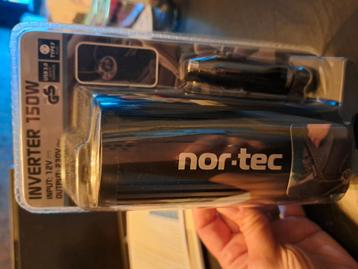 INVERTER 150W
INPUT: 12V
OUTPUT: 230V
nor-tec